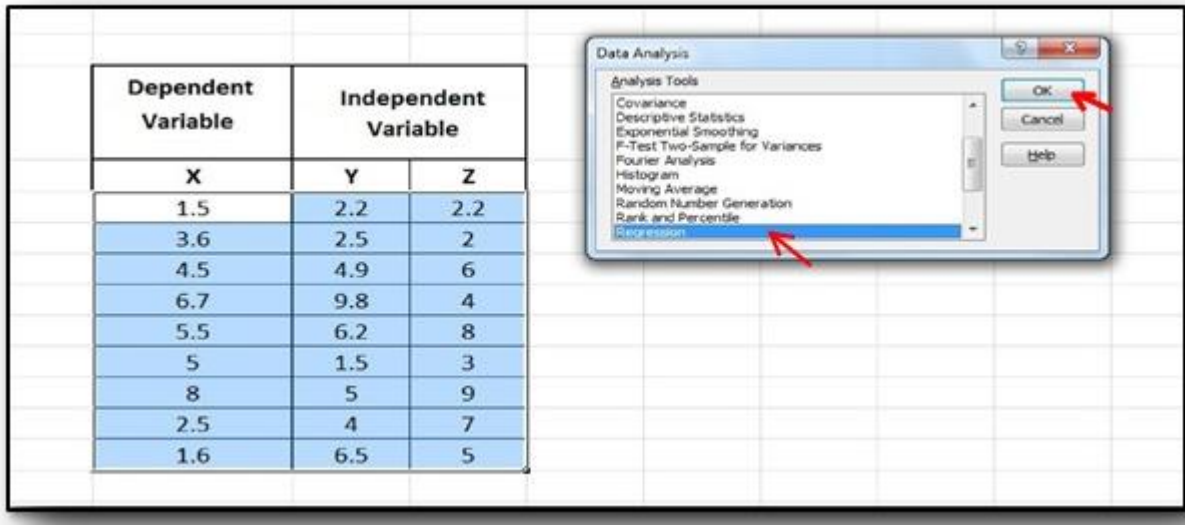 Dependent Variable
Independent Variable
X Y Z
1.5 2.2 2.2
3.6 2.5 2
4.5 4.9 6
6.7 9.8 4
5.5 6.2 8
5 1.5 3
8 5 9
2.5 4 7
1.6 6.5 5
Data Analysis
Analysis Tools
Covariance
Descriptive Statistics
Exponential Smoothing
F-Test Two-Sample for Variances
Fourier Analysis
Histogram
Moving Average
Random Number Generation
Rank and Percentile
Regression
OK
Cancel
Help